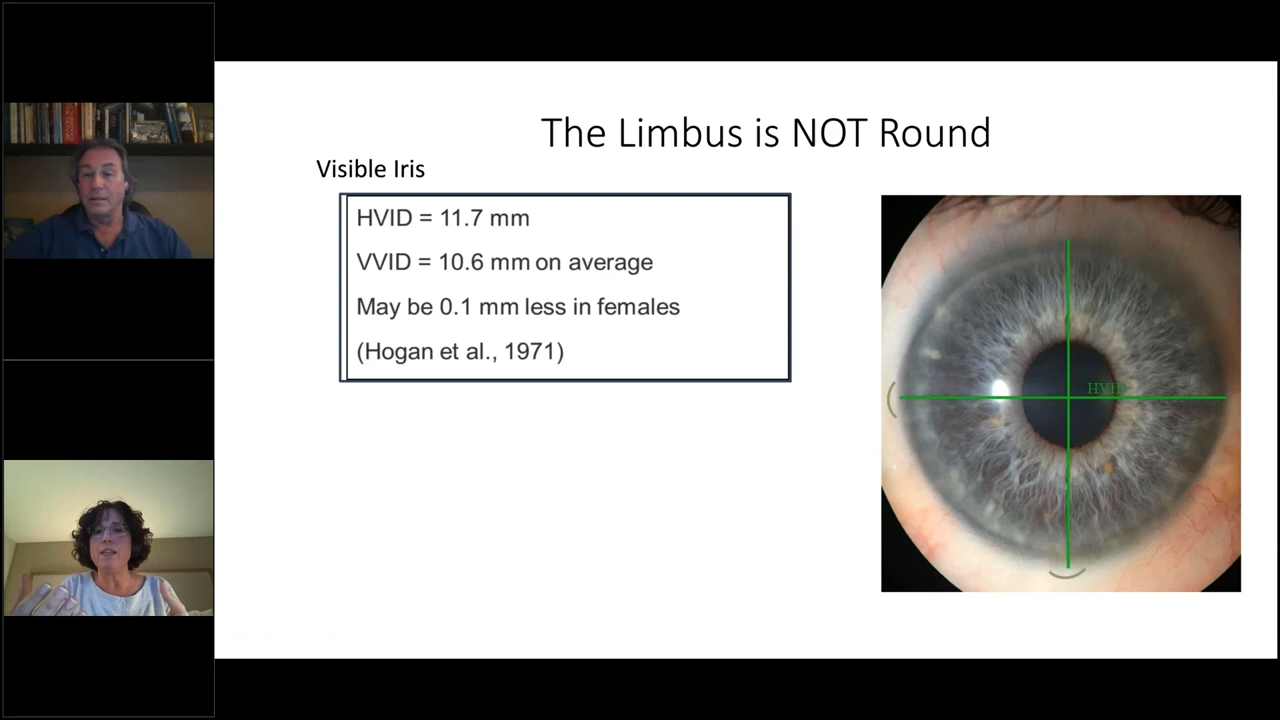 The Limbus is NOT Round
Visible Iris
HVID = 11.7 mm
VVID = 10.6 mm on average
May be 0.1 mm less in females
(Hogan et al., 1971)
HVID